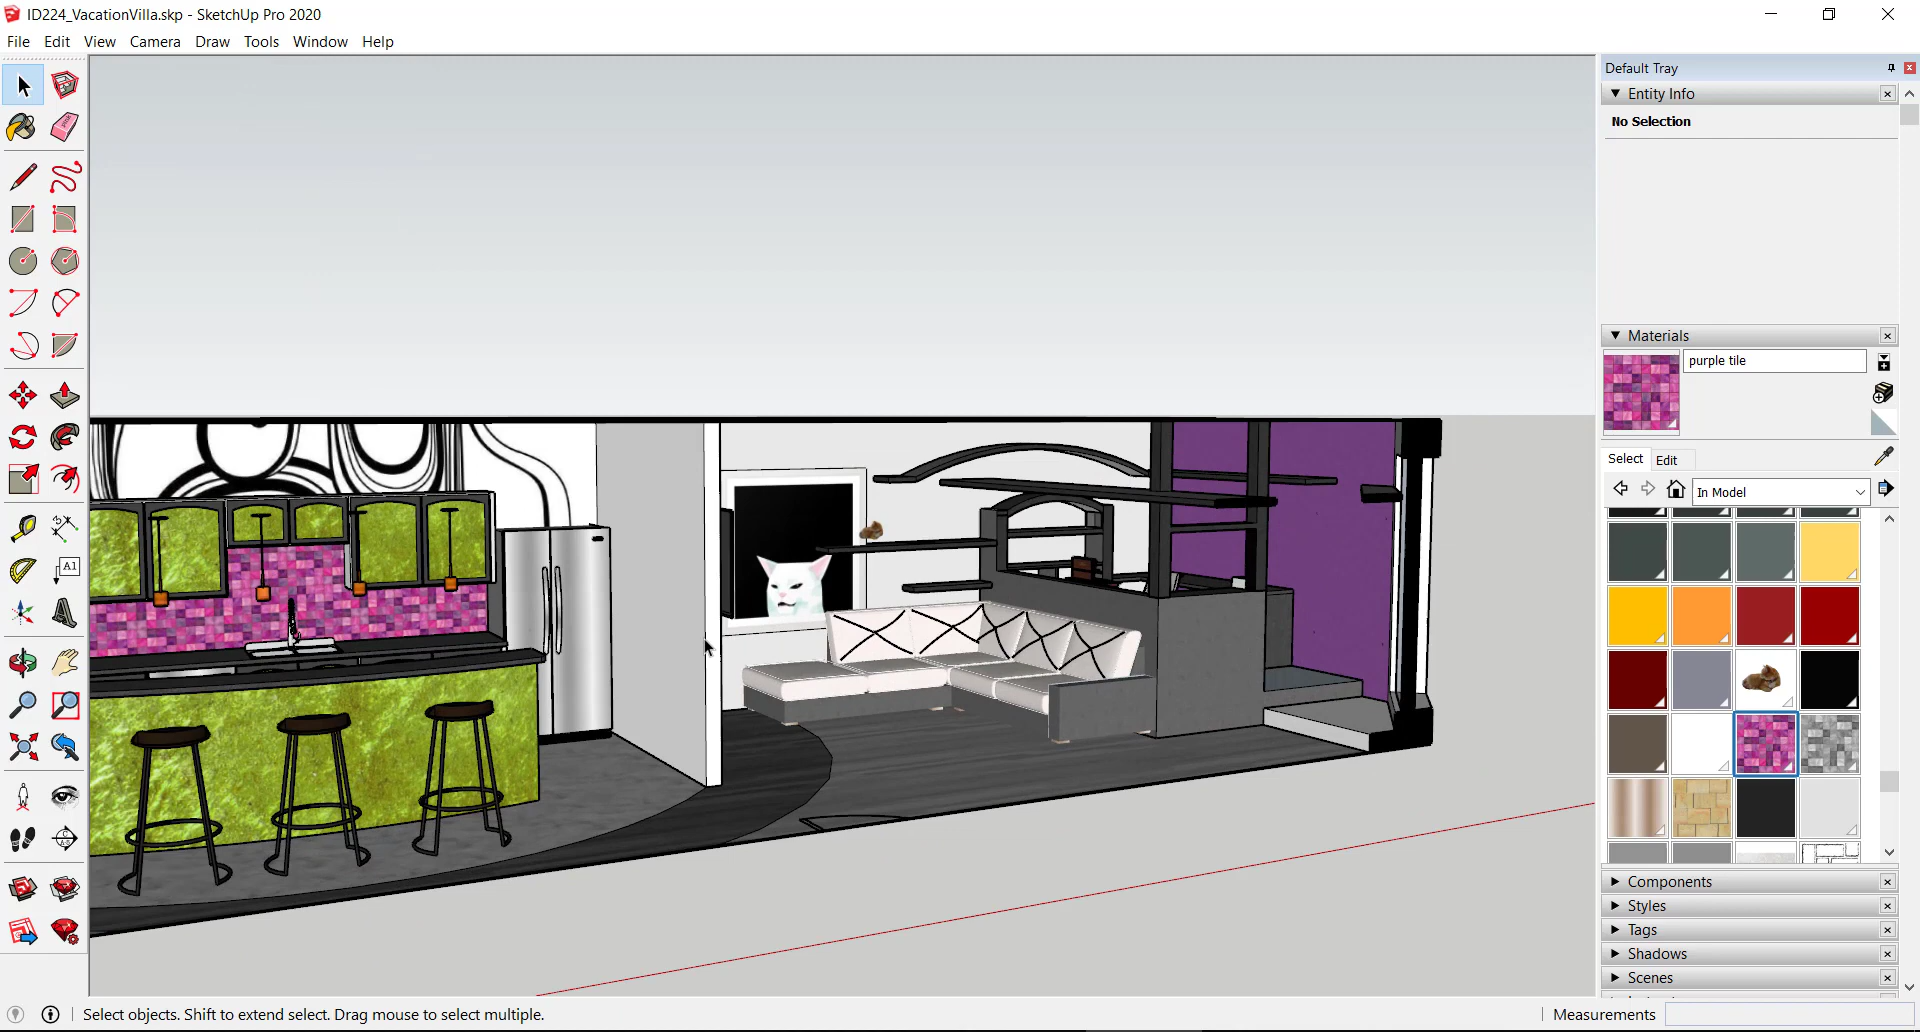 ID224_VacationVilla.skp - SketchUp Pro 2020
File Edit View Camera Draw Tools Window Help
Default Tray
Entity Info
No Selection
Materials
purple tile
Select Edit
In Model
Components
Styles
Tags
Shadows
Scenes
A1
Select objects. Shift to extend select. Drag mouse to select multiple.
Measurements